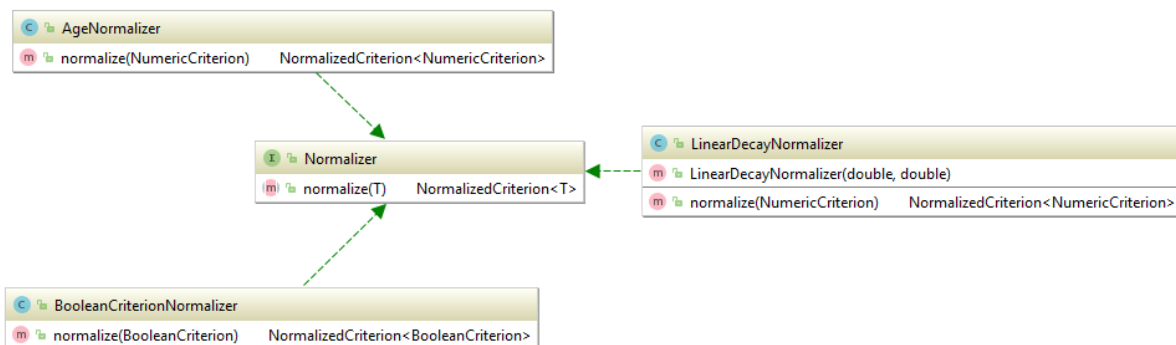 C AgeNormalizer
m normalize(NumericCriterion) NormalizedCriterion<NumericCriterion>
I Normalizer
m normalize(T) NormalizedCriterion<T>
C LinearDecayNormalizer
m LinearDecayNormalizer(double, double)
m normalize(NumericCriterion) NormalizedCriterion<NumericCriterion>
C BooleanCriterionNormalizer
m normalize(BooleanCriterion) NormalizedCriterion<BooleanCriterion>